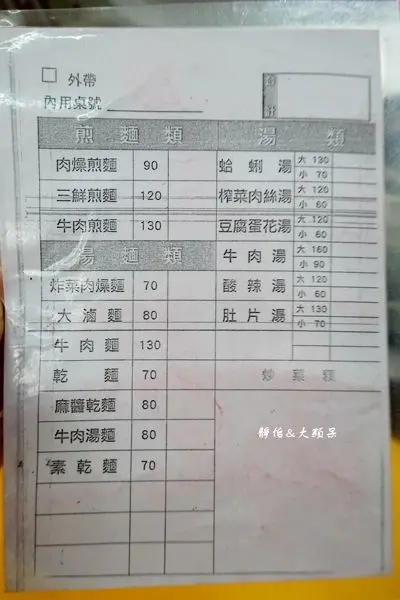 ☐ 外帶
內用桌號
合計
煎麵類
肉燥煎麵 90
三鮮煎麵 120
牛肉煎麵 130
湯麵類
炸菜肉燥麵 70
大滷麵 80
牛肉麵 130
乾麵 70
麻醬乾麵 80
牛肉湯麵 80
素乾麵 70
湯類
蛤蜊湯 大 130 小 70
榨菜肉絲湯 大 120 小 60
豆腐蛋花湯 大 120 小 60
牛肉湯 大 160 小 90
酸辣湯 大 120 小 60
肚片湯 大 130 小 70
炒菜類
靜怡&大顆呆